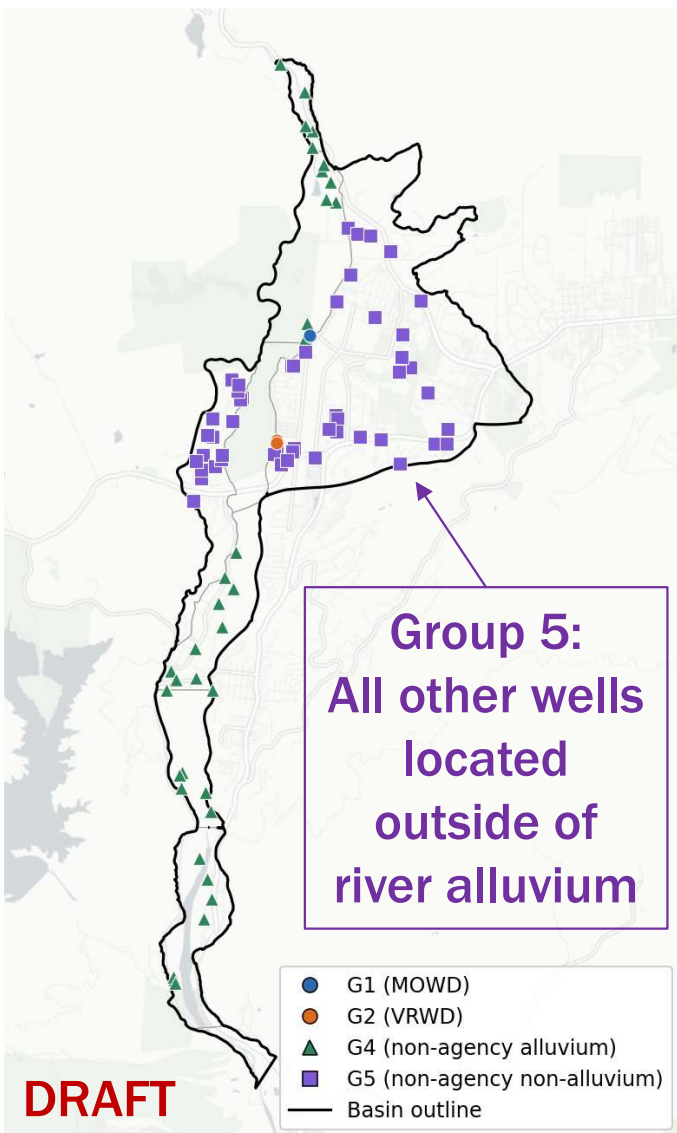 Group 5:
All other wells
located
outside of
river alluvium
G1 (MOWD)
G2 (VRWD)
G4 (non-agency alluvium)
G5 (non-agency non-alluvium)
Basin outline
DRAFT